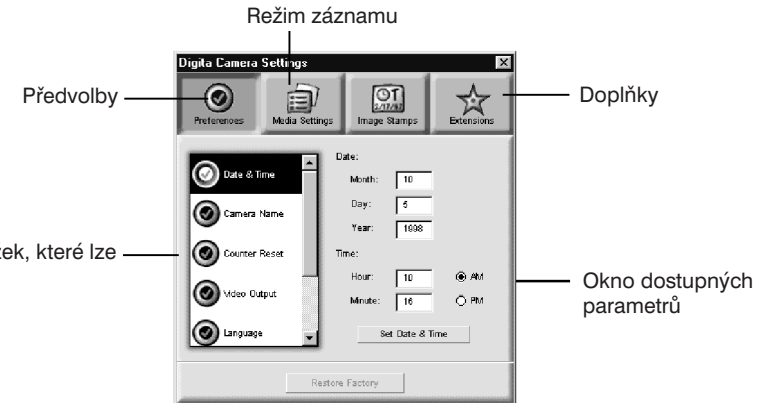 Režim záznamu
Digita Camera Settings
Předvolby
Doplňky
Preferences
Media Settings
Image Stamps
Extensions
Date & Time
Camera Name
Counter Reset
Video Output
Language
Date:
Month: 10
Day: 5
Year: 1998
Time:
Hour: 10 AM
Minute: 16 PM
Set Date & Time
Restore Factory
zek, které lze
Okno dostupných
parametrů